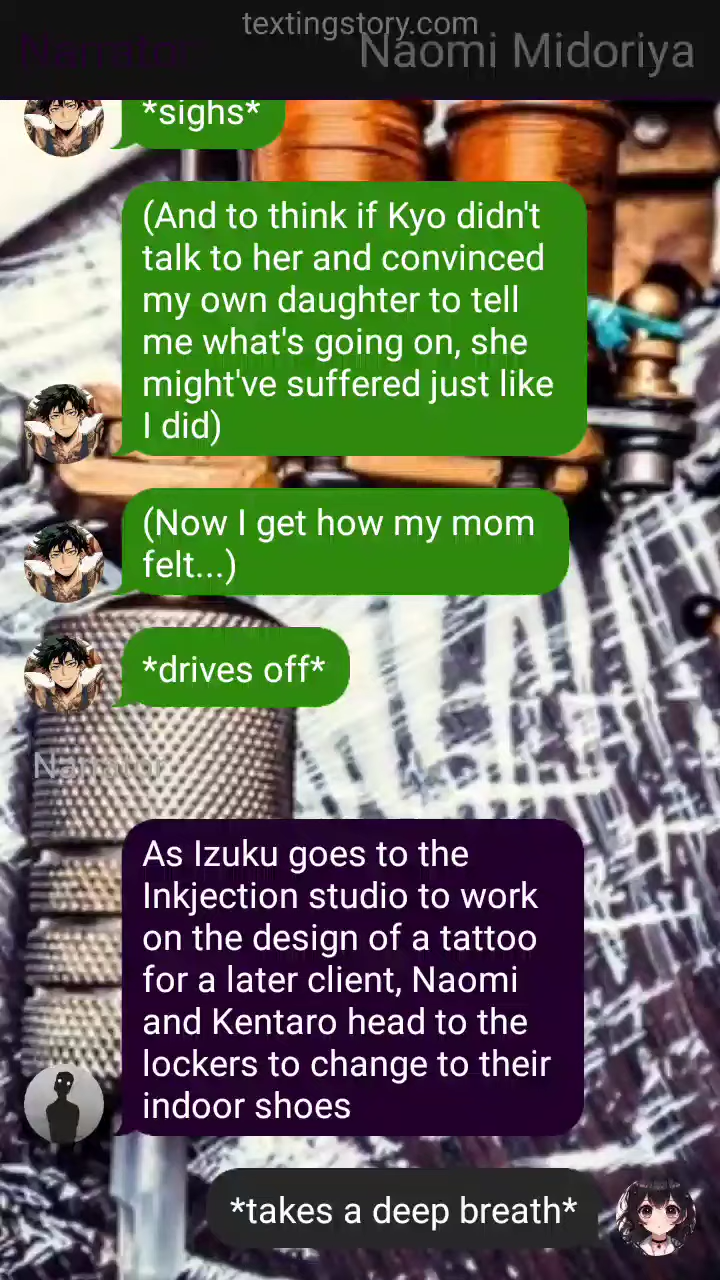 textingstory.com
Narrator
Naomi Midoriya
*sighs*
(And to think if Kyo didn't
talk to her and convinced
my own daughter to tell
me what's going on, she
might've suffered just like
I did)
(Now I get how my mom
felt...)
*drives off*
Narrator
As Izuku goes to the
Inkjection studio to work
on the design of a tattoo
for a later client, Naomi
and Kentaro head to the
lockers to change to their
indoor shoes
*takes a deep breath*